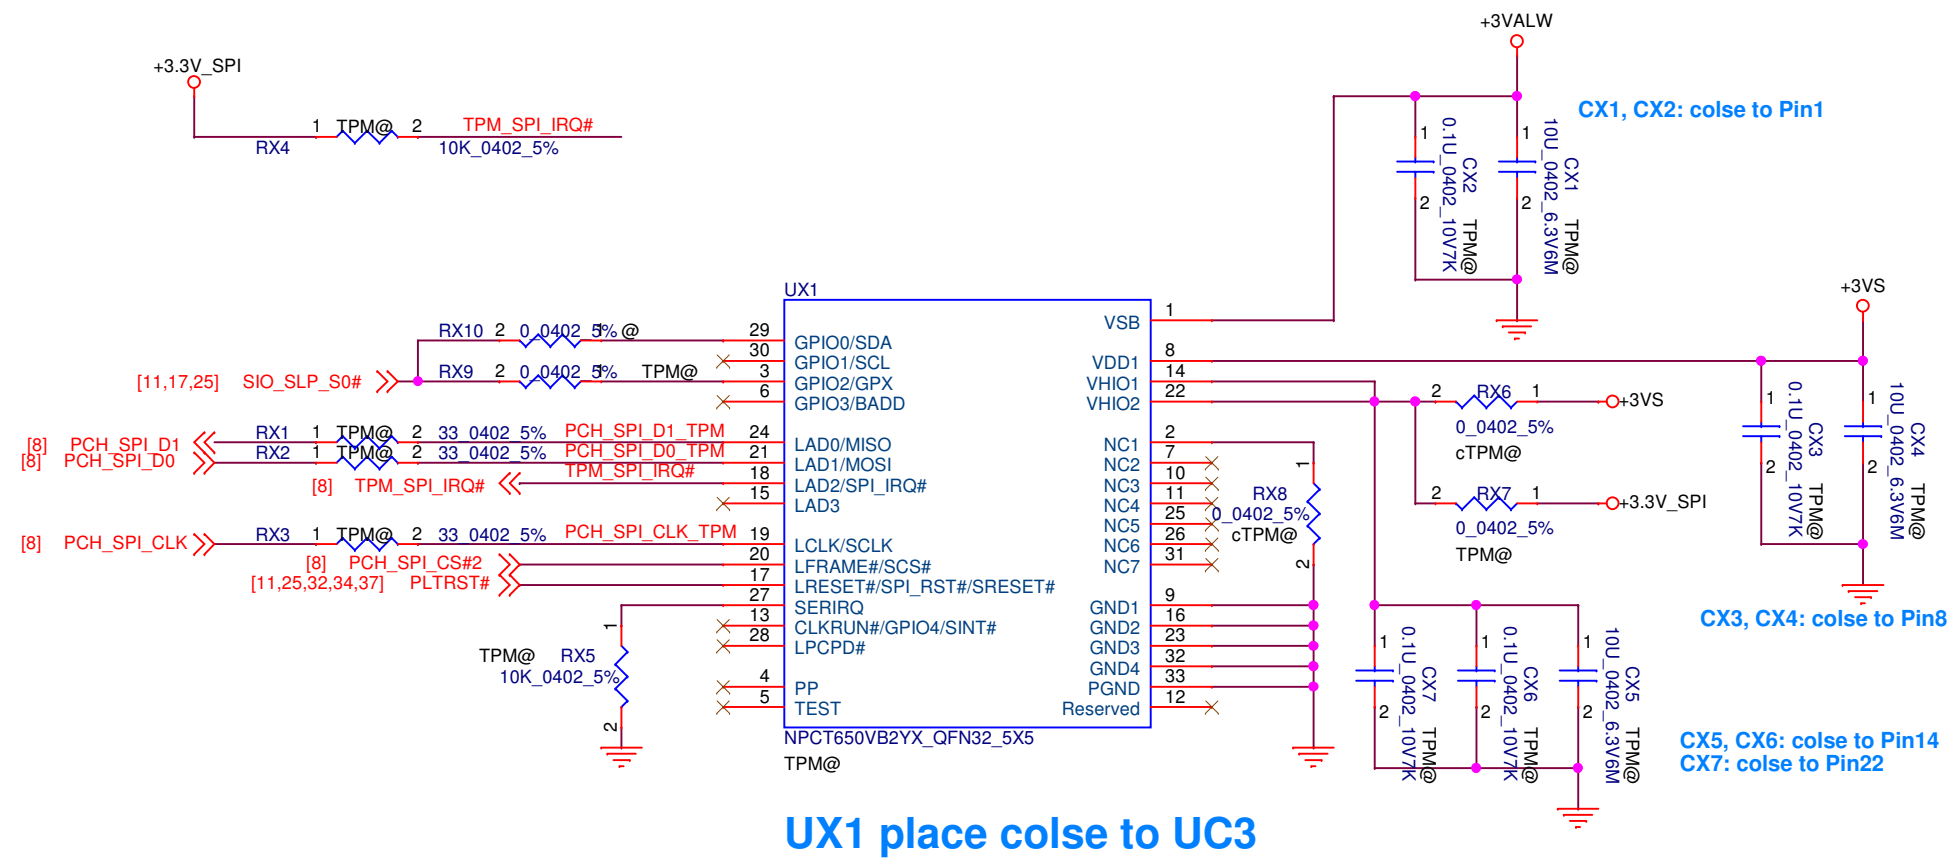 +3VALW
+3.3V_SPI
1 TPM@ 2 TPM_SPI_IRQ#
RX4 10K_0402_5%
CX1, CX2: colse to Pin1
1 1
2 2
0.1U_0402_10V7K
CX2 TPM@
10U_0402_6.3V6M
CX1 TPM@
+3VS
UX1
RX10 2 0_0402_5% 1 @ 29 GPIO0/SDA
30 GPIO1/SCL
[11,17,25] SIO_SLP_S0# RX9 2 0_0402_5% 1 TPM@ 3 GPIO2/GPX
6 GPIO3/BADD
[8] PCH_SPI_D1 RX1 1 TPM@ 2 33_0402_5% PCH_SPI_D1_TPM 24 LAD0/MISO
[8] PCH_SPI_D0 RX2 1 TPM@ 2 33_0402_5% PCH_SPI_D0_TPM 21 LAD1/MOSI
[8] TPM_SPI_IRQ# TPM_SPI_IRQ# 18 LAD2/SPI_IRQ#
15 LAD3
[8] PCH_SPI_CLK RX3 1 TPM@ 2 33_0402_5% PCH_SPI_CLK_TPM 19 LCLK/SCLK
[8] PCH_SPI_CS#2 20 LFRAME#/SCS#
[11,25,32,34,37] PLTRST# 17 LRESET#/SPI_RST#/SRESET#
27 SERIRQ
13 CLKRUN#/GPIO4/SINT#
28 LPCPD#
4 PP
5 TEST
1
TPM@ RX5
10K_0402_5%
2
VSB 1
VDD1 8
VHIO1 14
VHIO2 22
NC1 2
NC2 7
NC3 10
NC4 11
NC5 25
NC6 26
NC7 31
GND1 9
GND2 16
GND3 23
GND4 32
PGND 33
Reserved 12
NPCT650VB2YX_QFN32_5X5
TPM@
1
RX8
0_0402_5%
cTPM@
2
2 RX6 1 +3VS
0_0402_5%
cTPM@
2 RX7 1 +3.3V_SPI
0_0402_5%
TPM@
1 1
2 2
0.1U_0402_10V7K
CX3 TPM@
10U_0402_6.3V6M
CX4 TPM@
CX3, CX4: colse to Pin8
1 1 1
2 2 2
0.1U_0402_10V7K
CX7 TPM@
0.1U_0402_10V7K
CX6 TPM@
10U_0402_6.3V6M
CX5 TPM@
CX5, CX6: colse to Pin14
CX7: colse to Pin22
UX1 place colse to UC3